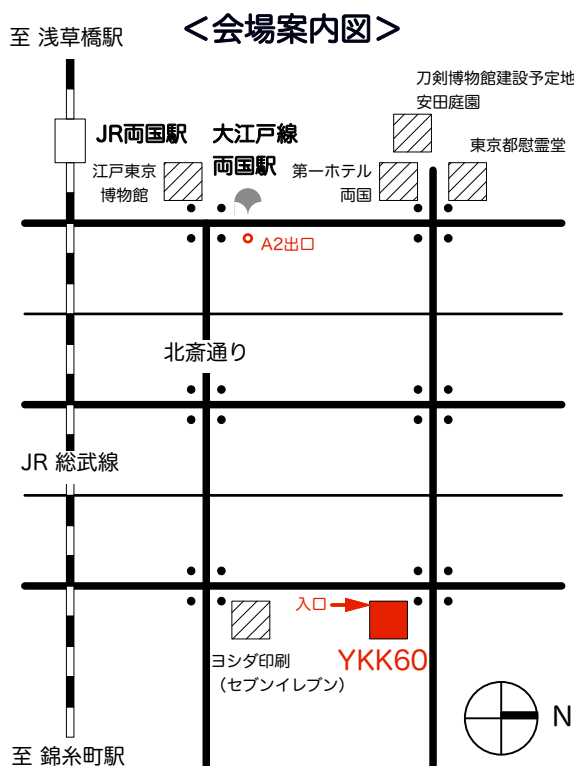 <会場案内図>
至 浅草橋駅
刀剣博物館建設予定地
安田庭園
JR両国駅
大江戸線
両国駅
東京都慰霊堂
江戸東京
博物館
第一ホテル
両国
A2出口
北斎通り
JR 総武線
入口
YKK60
ヨシダ印刷
（セブンイレブン）
N
至 錦糸町駅